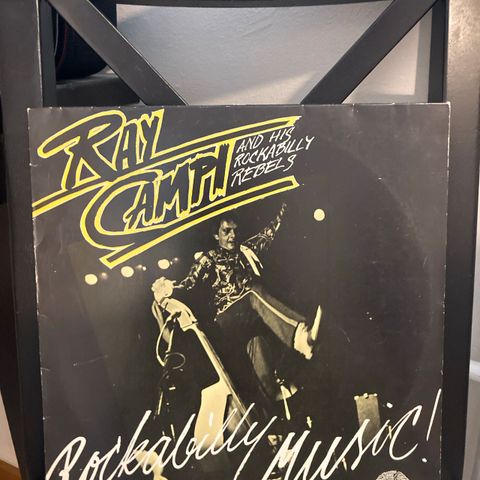 RAY
CAMPI
AND HIS
ROCKABILLY
REBELS
Rockabilly Music!